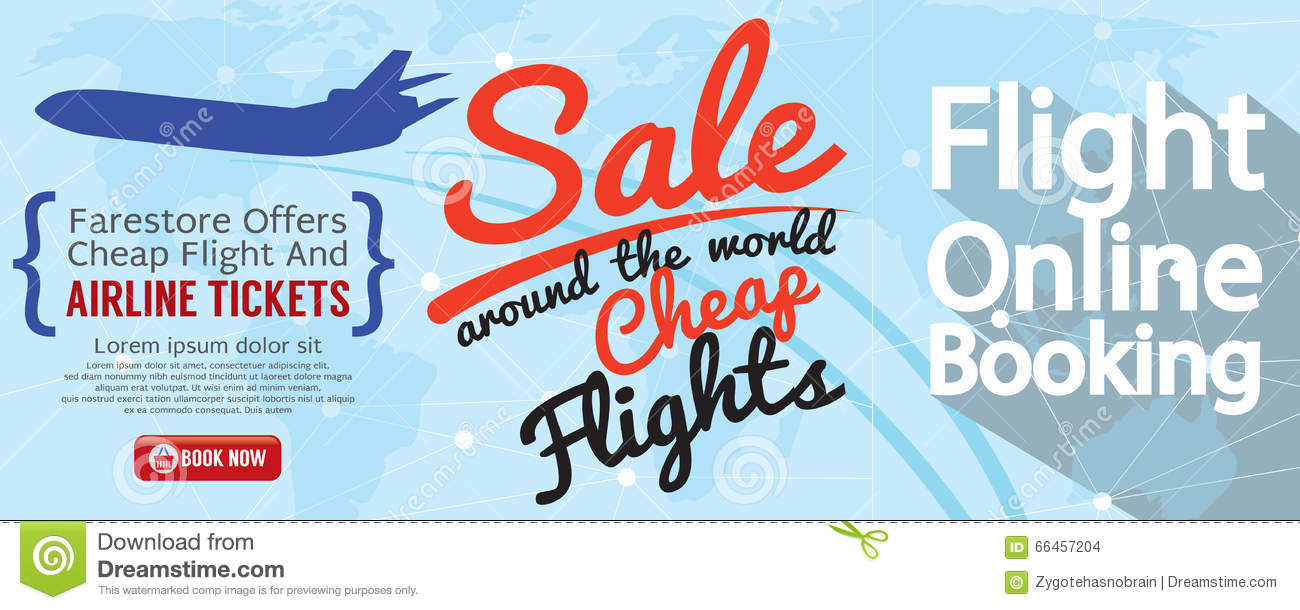 Farestore Offers
Cheap Flight And
AIRLINE TICKETS
Lorem ipsum dolor sit
Lorem ipsum dolor sit amet, consectetuer elit,
sed diam nonummy nibh euismod tincidunt ut laoreet magna
aliquam erat volutpat. Ut wisi enim ad minim veniam,
quis nostrud exerci tation ullamcorper suscipit ut aliquip
ex ea commodo consequat. Duis autem
BOOK NOW
Sale
around the world
Cheap
Flights
Flight
Online
Booking
dreamstime
Download from
Dreamstime.com
This watermarked comp image is for previewing purposes only.
ID 66457204
© Zygotehasnobrain | Dreamstime.com